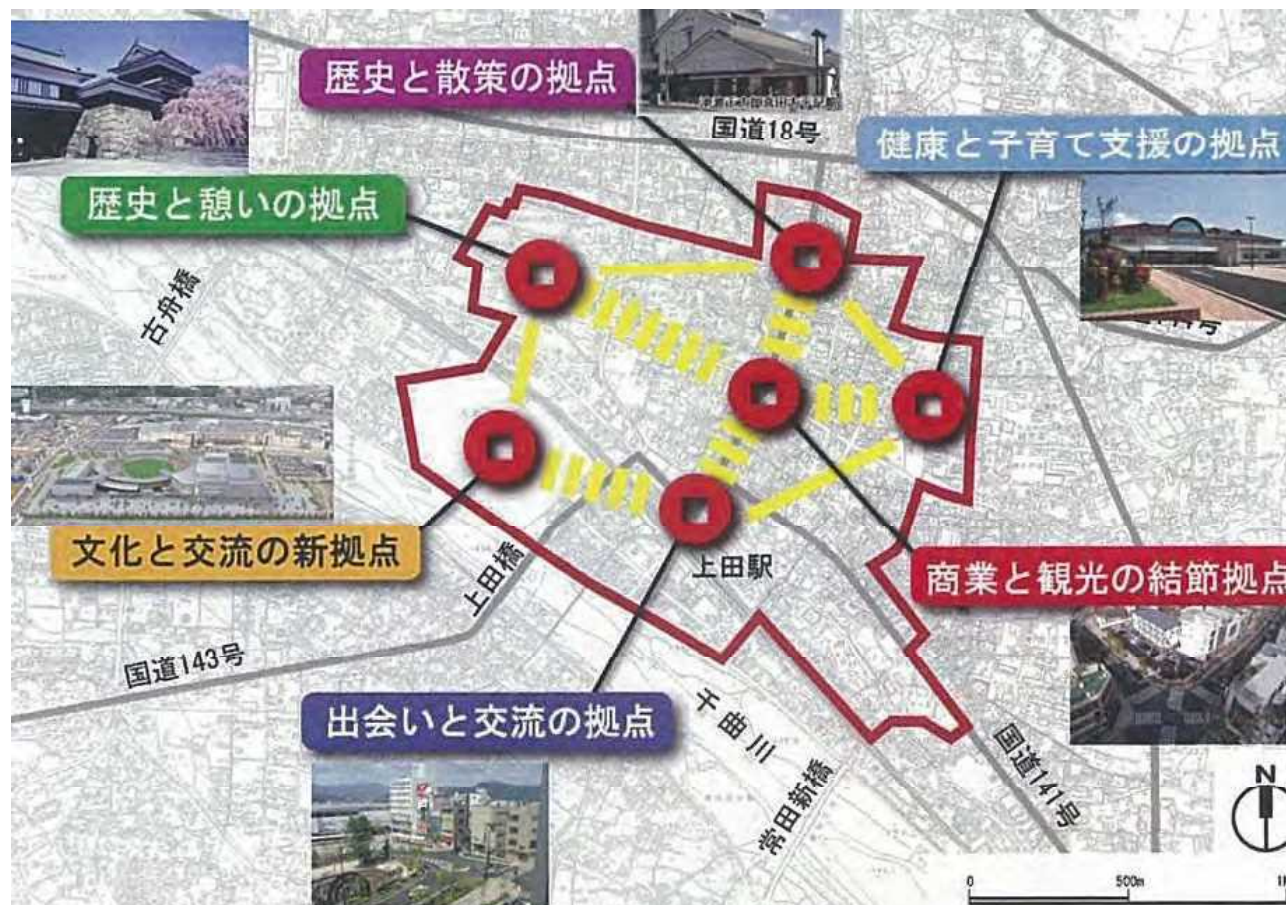 歴史と散策の拠点
国道18号
健康と子育て支援の拠点
歴史と憩いの拠点
古舟橋
文化と交流の新拠点
上田橋
上田駅
商業と観光の結節拠点
国道143号
出会いと交流の拠点
千曲川
常田新橋
国道141号
N
0
500m